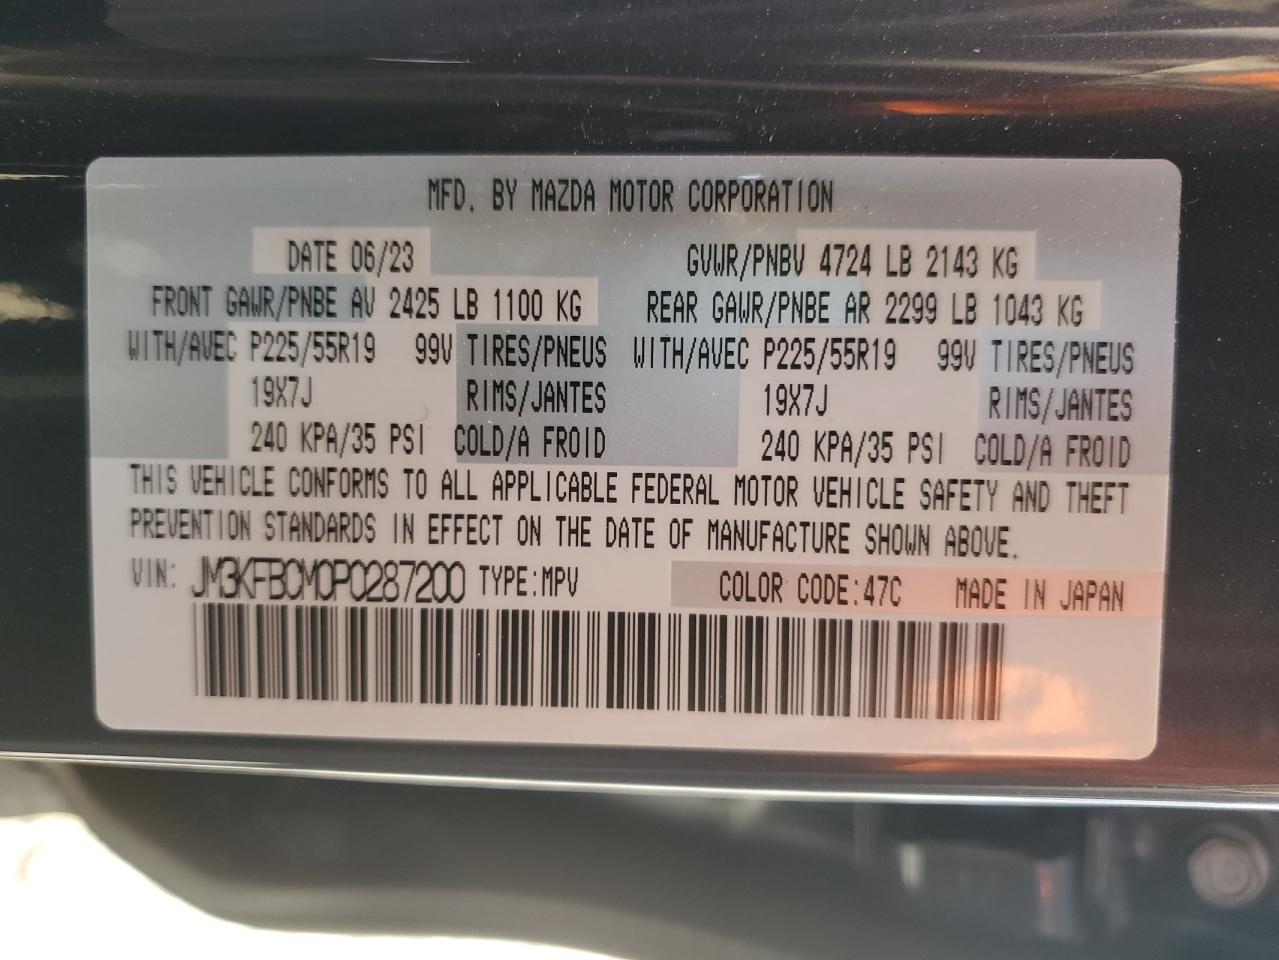 MFD. BY MAZDA MOTOR CORPORATION
DATE 06/23 GVWR/PNBV 4724 LB 2143 KG
FRONT GAWR/PNBE AV 2425 LB 1100 KG REAR GAWR/PNBE AR 2299 LB 1043 KG
WITH/AVEC P225/55R19 99V TIRES/PNEUS WITH/AVEC P225/55R19 99V TIRES/PNEUS
19X7J RIMS/JANTES 19X7J RIMS/JANTES
240 KPA/35 PSI COLD/A FROID 240 KPA/35 PSI COLD/A FROID
THIS VEHICLE CONFORMS TO ALL APPLICABLE FEDERAL MOTOR VEHICLE SAFETY AND THEFT
PREVENTION STANDARDS IN EFFECT ON THE DATE OF MANUFACTURE SHOWN ABOVE.
VIN: JM3KFBCM0P0287200 TYPE:MPV COLOR CODE:47C MADE IN JAPAN